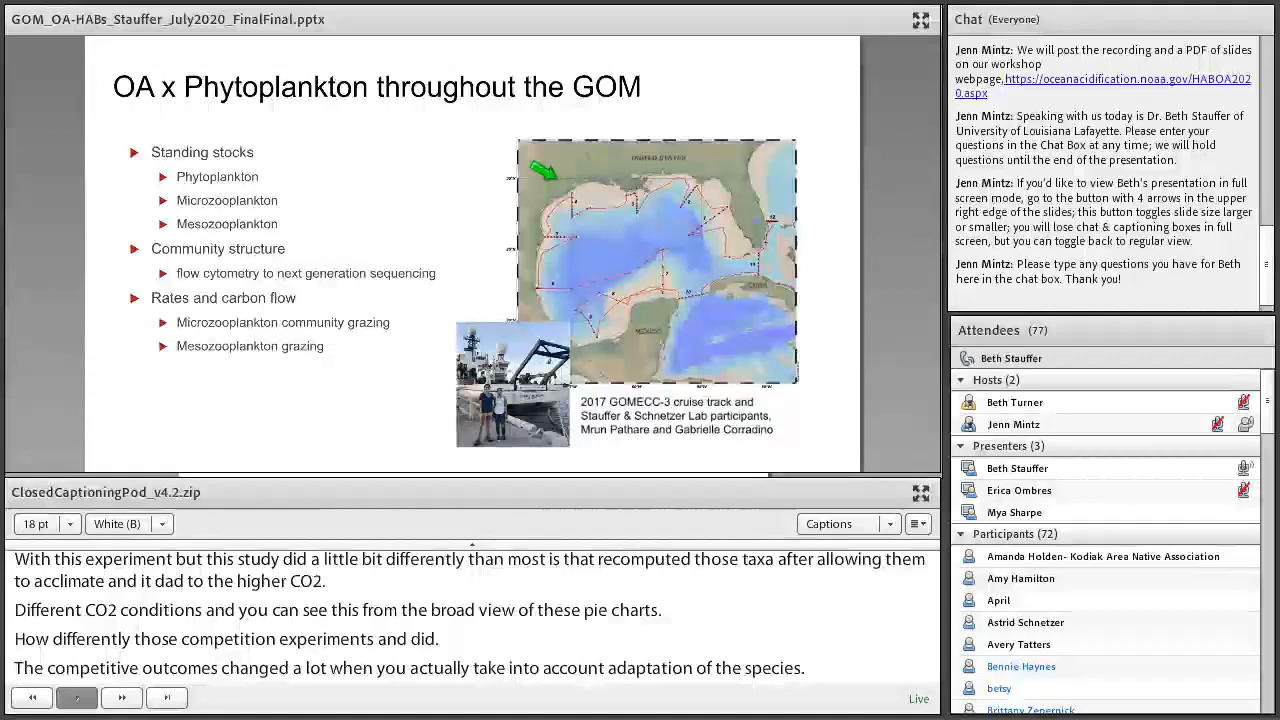 GOM_OA-HABs_Stauffer_July2020_FinalFinal.pptx
OA x Phytoplankton throughout the GOM
Standing stocks
Phytoplankton
Microzooplankton
Mesozooplankton
Community structure
flow cytometry to next generation sequencing
Rates and carbon flow
Microzooplankton community grazing
Mesozooplankton grazing
UNITED STATES
CUBA
MEXICO
2017 GOMECC-3 cruise track and
Stauffer & Schnetzer Lab participants,
Mrun Pathare and Gabrielle Corradino
ClosedCaptioningPod_v4.2.zip
18 pt
White (B)
Captions
With this experiment but this study did a little bit differently than most is that recomputed those taxa after allowing them
to acclimate and it dad to the higher CO2.
Different CO2 conditions and you can see this from the broad view of these pie charts.
How differently those competition experiments and did.
The competitive outcomes changed a lot when you actually take into account adaptation of the species.
Live
Chat (Everyone)
Jenn Mintz: We will post the recording and a PDF of slides
on our workshop
webpage,https://oceanacidification.noaa.gov/HABOA202
0.aspx
Jenn Mintz: Speaking with us today is Dr. Beth Stauffer of
University of Louisiana Lafayette. Please enter your
questions in the Chat Box at any time; we will hold
questions until the end of the presentation.
Jenn Mintz: If you'd like to view Beth's presentation in full
screen mode, go to the button with 4 arrows in the upper
right edge of the slides; this button toggles slide size larger
or smaller; you will lose chat & captioning boxes in full
screen, but you can toggle back to regular view.
Jenn Mintz: Please type any questions you have for Beth
here in the chat box. Thank you!
Attendees (77)
Beth Stauffer
Hosts (2)
Beth Turner
Jenn Mintz
Presenters (3)
Beth Stauffer
Erica Ombres
Mya Sharpe
Participants (72)
Amanda Holden- Kodiak Area Native Association
Amy Hamilton
April
Astrid Schnetzer
Avery Tatters
Bennie Haynes
betsy
Brittany Zepernick